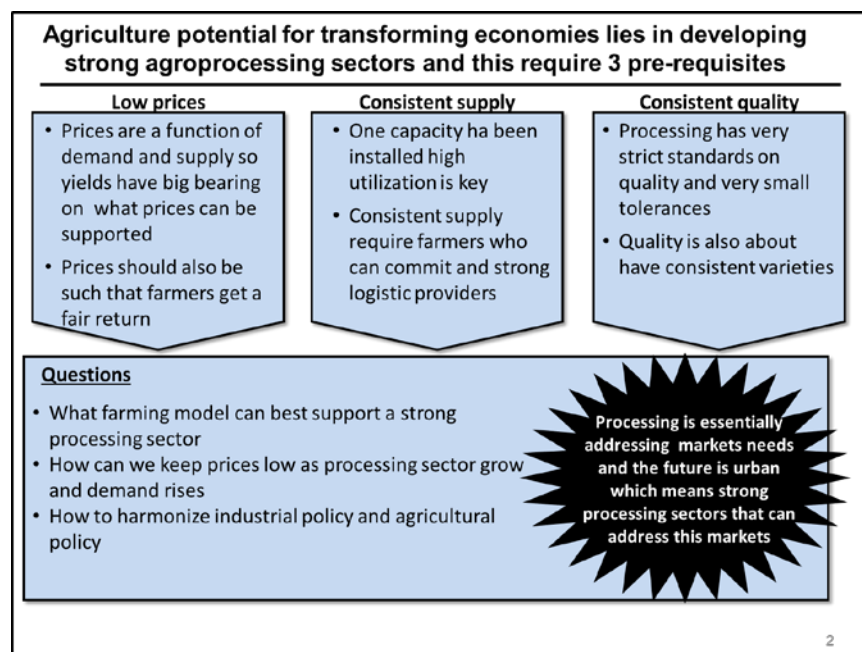 Agriculture potential for transforming economies lies in developing
strong agroprocessing sectors and this require 3 pre-requisites
Low prices
• Prices are a function of
demand and supply so
yields have big bearing
on what prices can be
supported
• Prices should also be
such that farmers get a
fair return
Consistent supply
• One capacity ha been
installed high
utilization is key
• Consistent supply
require farmers who
can commit and strong
logistic providers
Consistent quality
• Processing has very
strict standards on
quality and very small
tolerances
• Quality is also about
have consistent varieties
Questions
• What farming model can best support a strong
processing sector
• How can we keep prices low as processing sector grow
and demand rises
• How to harmonize industrial policy and agricultural
policy
Processing is essentially
addressing markets needs
and the future is urban
which means strong
processing sectors that can
address this markets
2